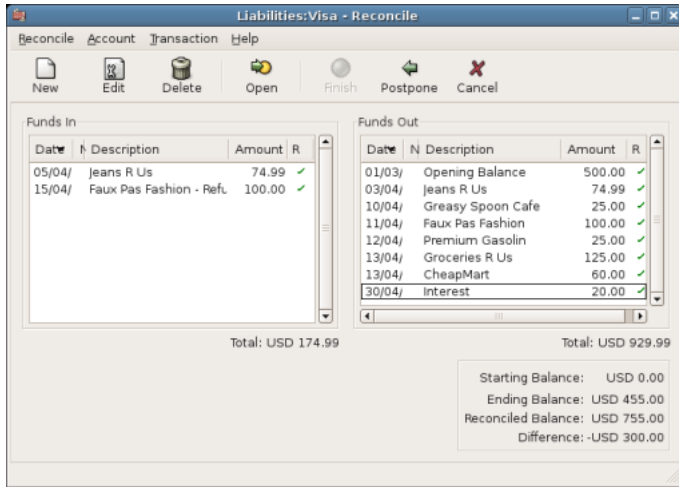 Liabilities:Visa - Reconcile
Reconcile Account Transaction Help
New Edit Delete Open Finish Postpone Cancel
Funds In
Date N Description Amount R
05/04/ Jeans R Us 74.99
15/04/ Faux Pas Fashion - Refu 100.00
Total: USD 174.99
Funds Out
Date N Description Amount R
01/03/ Opening Balance 500.00
03/04/ Jeans R Us 74.99
10/04/ Greasy Spoon Cafe 25.00
11/04/ Faux Pas Fashion 100.00
12/04/ Premium Gasolin 25.00
13/04/ Groceries R Us 125.00
13/04/ CheapMart 60.00
30/04/ Interest 20.00
Total: USD 929.99
Starting Balance: USD 0.00
Ending Balance: USD 455.00
Reconciled Balance: USD 755.00
Difference: -USD 300.00